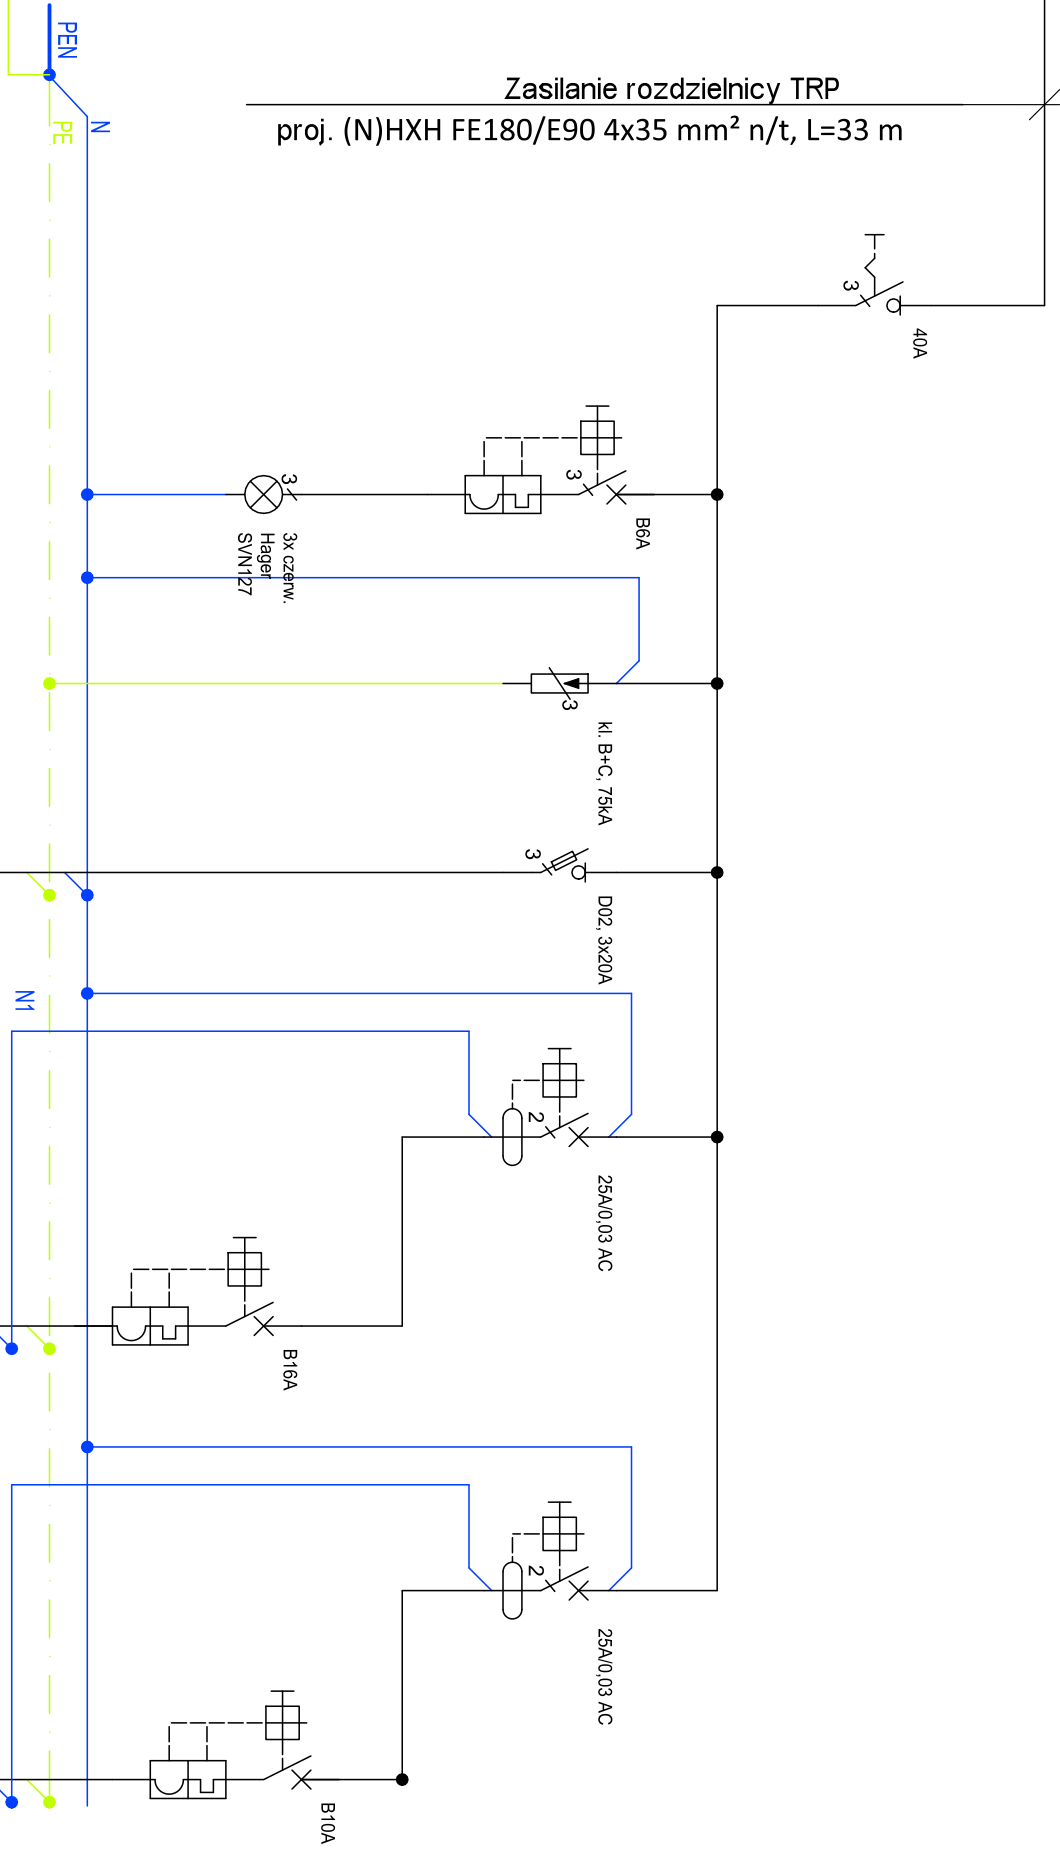 PEN
N
PE
Zasilanie rozdzielnicy TRP
proj. (N)HXH FE180/E90 4x35 mm² n/t, L=33 m
3
40A
3
3
B6A
3x czerw.
Hager
SVN127
3
kl. B+C, 75kA
3
D02, 3x20A
N1
2
25A/0,03 AC
B16A
2
25A/0,03 AC
B10A